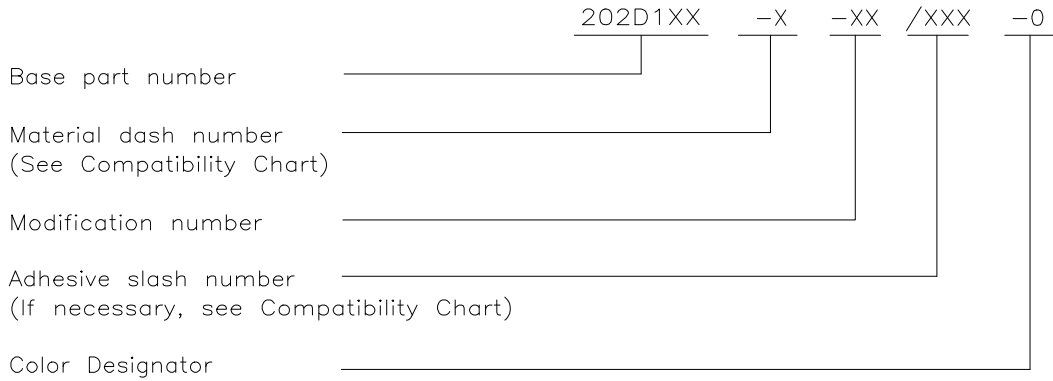 202D1XX -X -XX /XXX -0
Base part number
Material dash number
(See Compatibility Chart)
Modification number
Adhesive slash number
(If necessary, see Compatibility Chart)
Color Designator